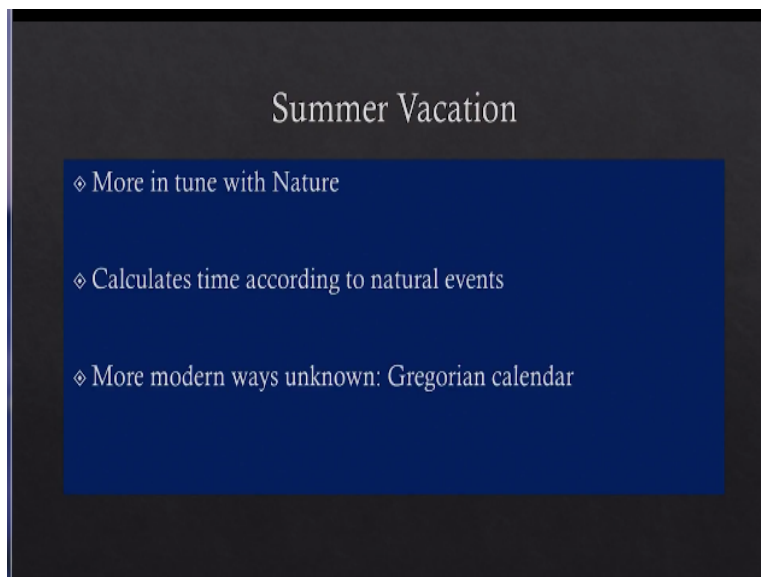 Summer Vacation
◈ More in tune with Nature
◈ Calculates time according to natural events
◈ More modern ways unknown: Gregorian calendar